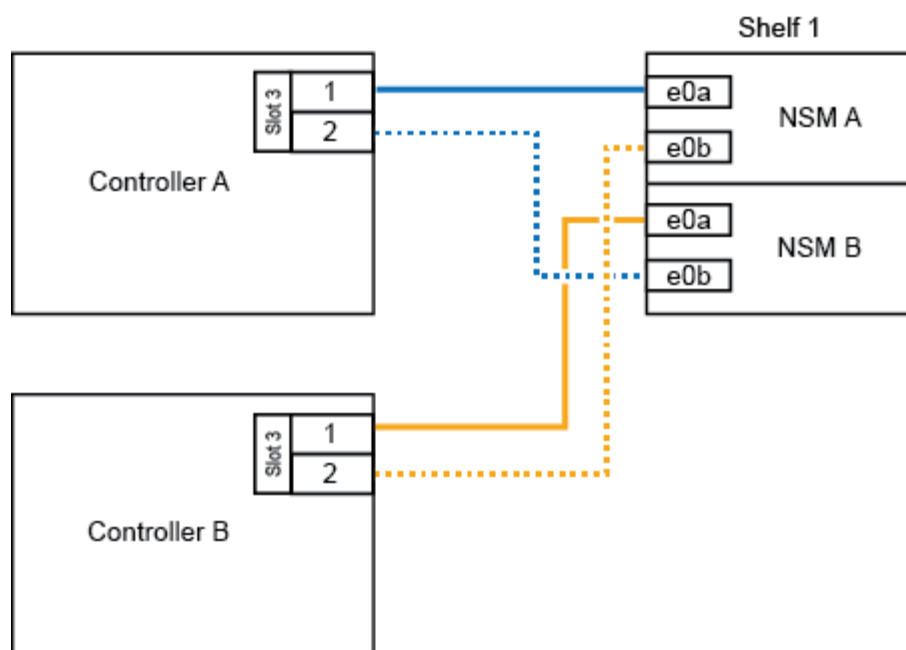 Shelf 1
Controller A
Slot 3
1
2
e0a
e0b
NSM A
e0a
e0b
NSM B
Controller B
Slot 3
1
2